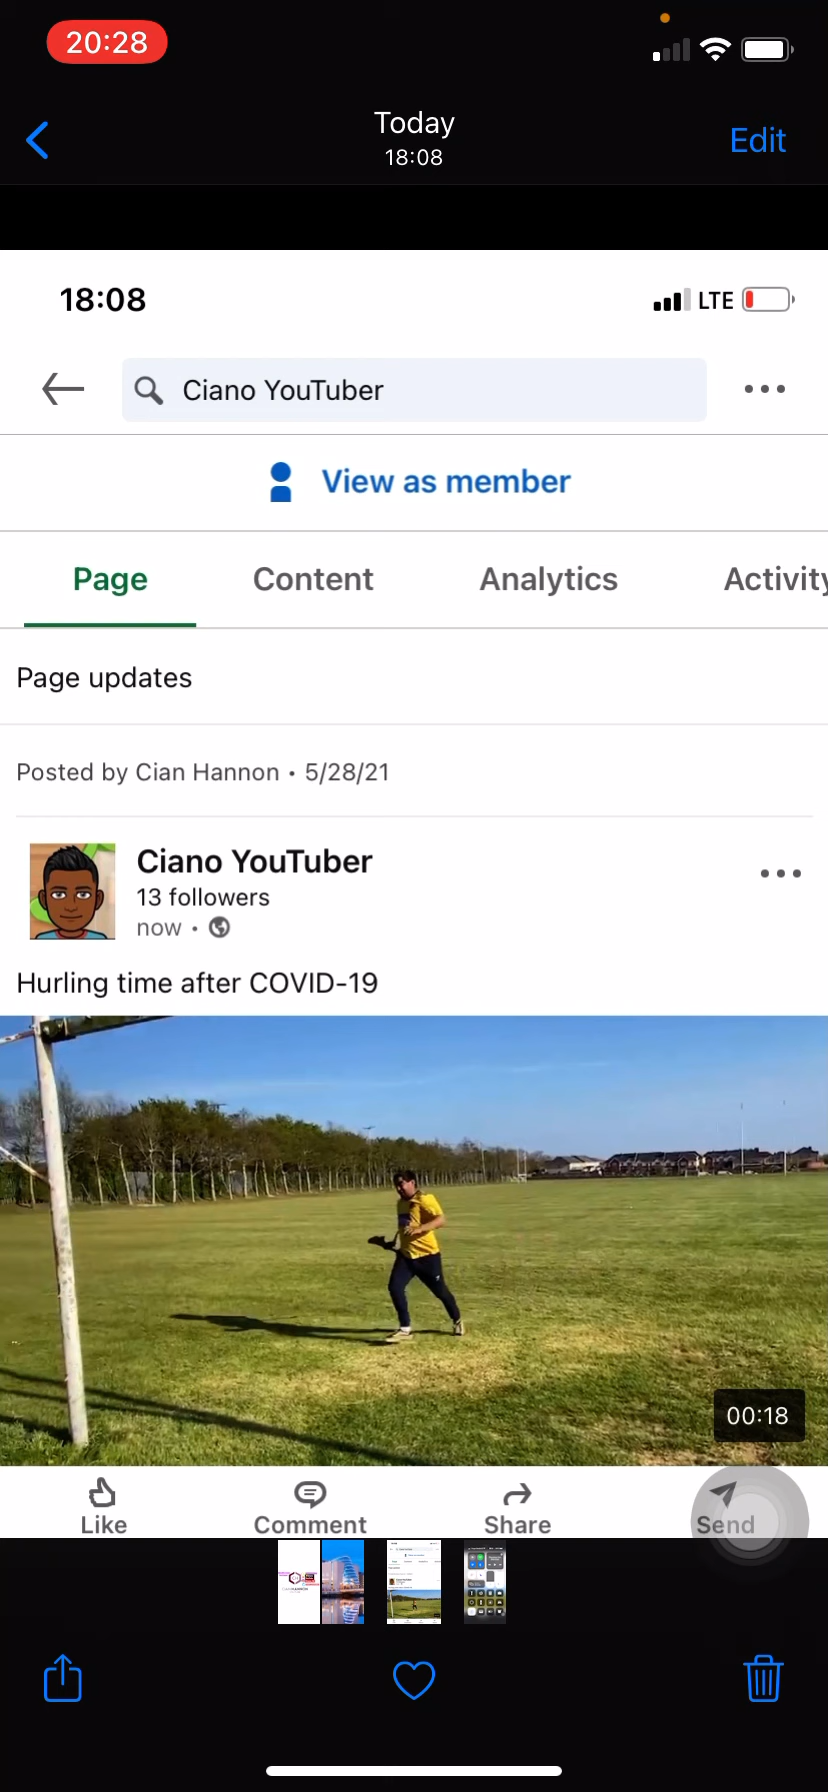 20:28
Today
18:08
Edit
18:08
LTE
Ciano YouTuber
View as member
Page Content Analytics Activity
Page updates
Posted by Cian Hannon • 5/28/21
Ciano YouTuber
13 followers
now •
Hurling time after COVID-19
00:18
Like Comment Share Send